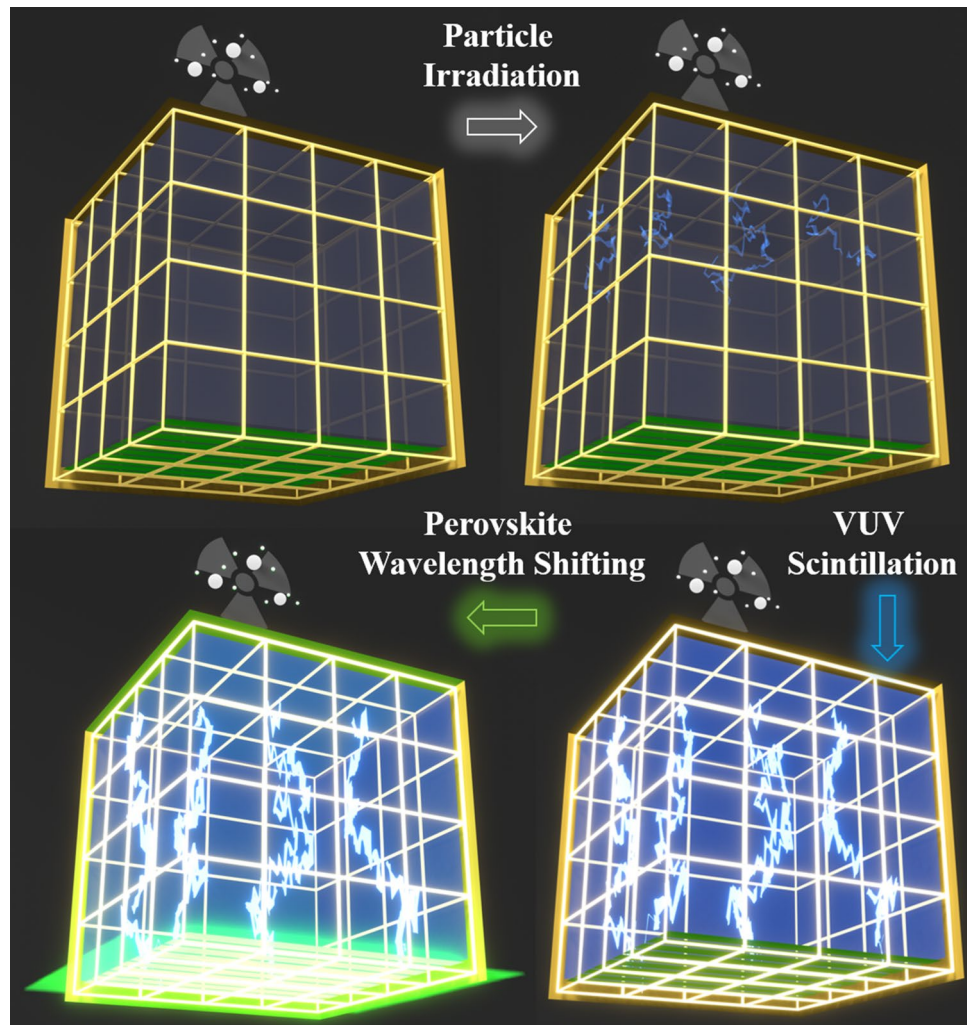 Particle
Irradiation
Perovskite
Wavelength Shifting
VUV
Scintillation